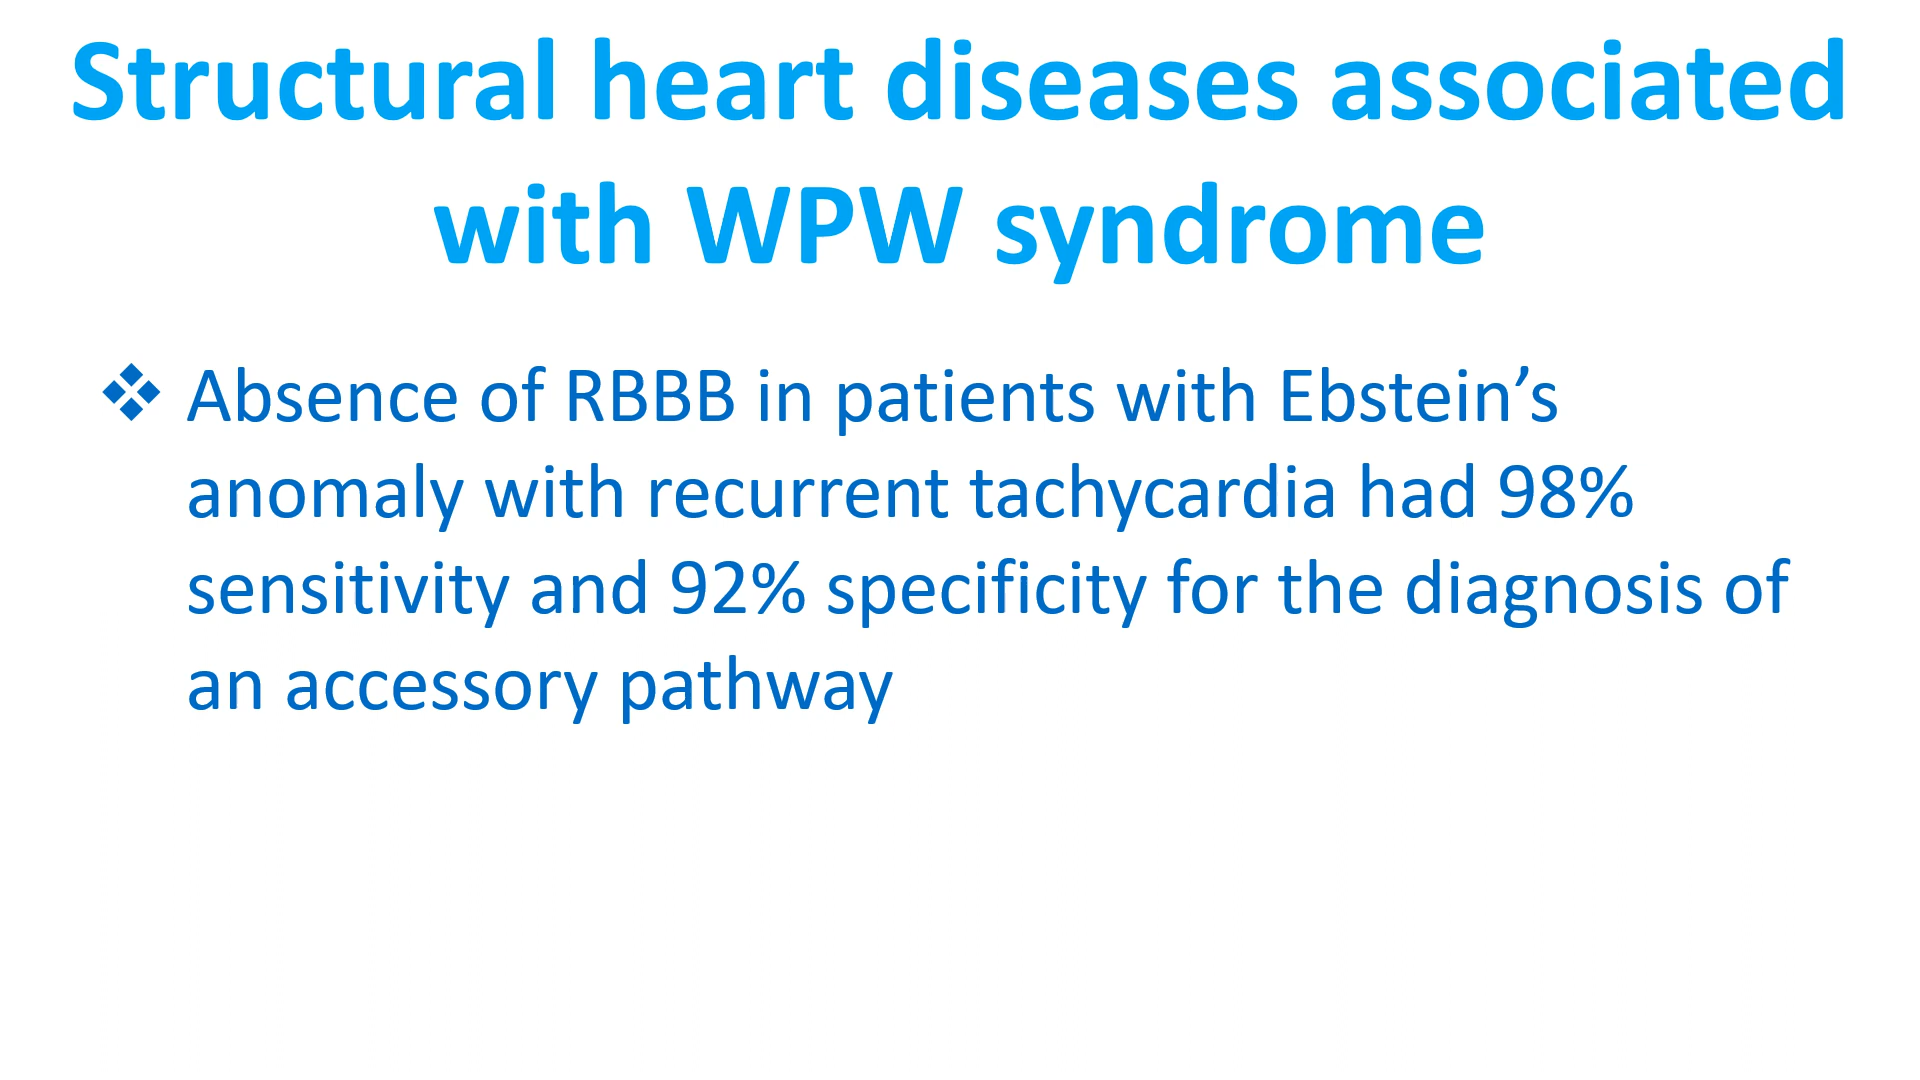 Structural heart diseases associated
with WPW syndrome
❖ Absence of RBBB in patients with Ebstein’s
anomaly with recurrent tachycardia had 98%
sensitivity and 92% specificity for the diagnosis of
an accessory pathway